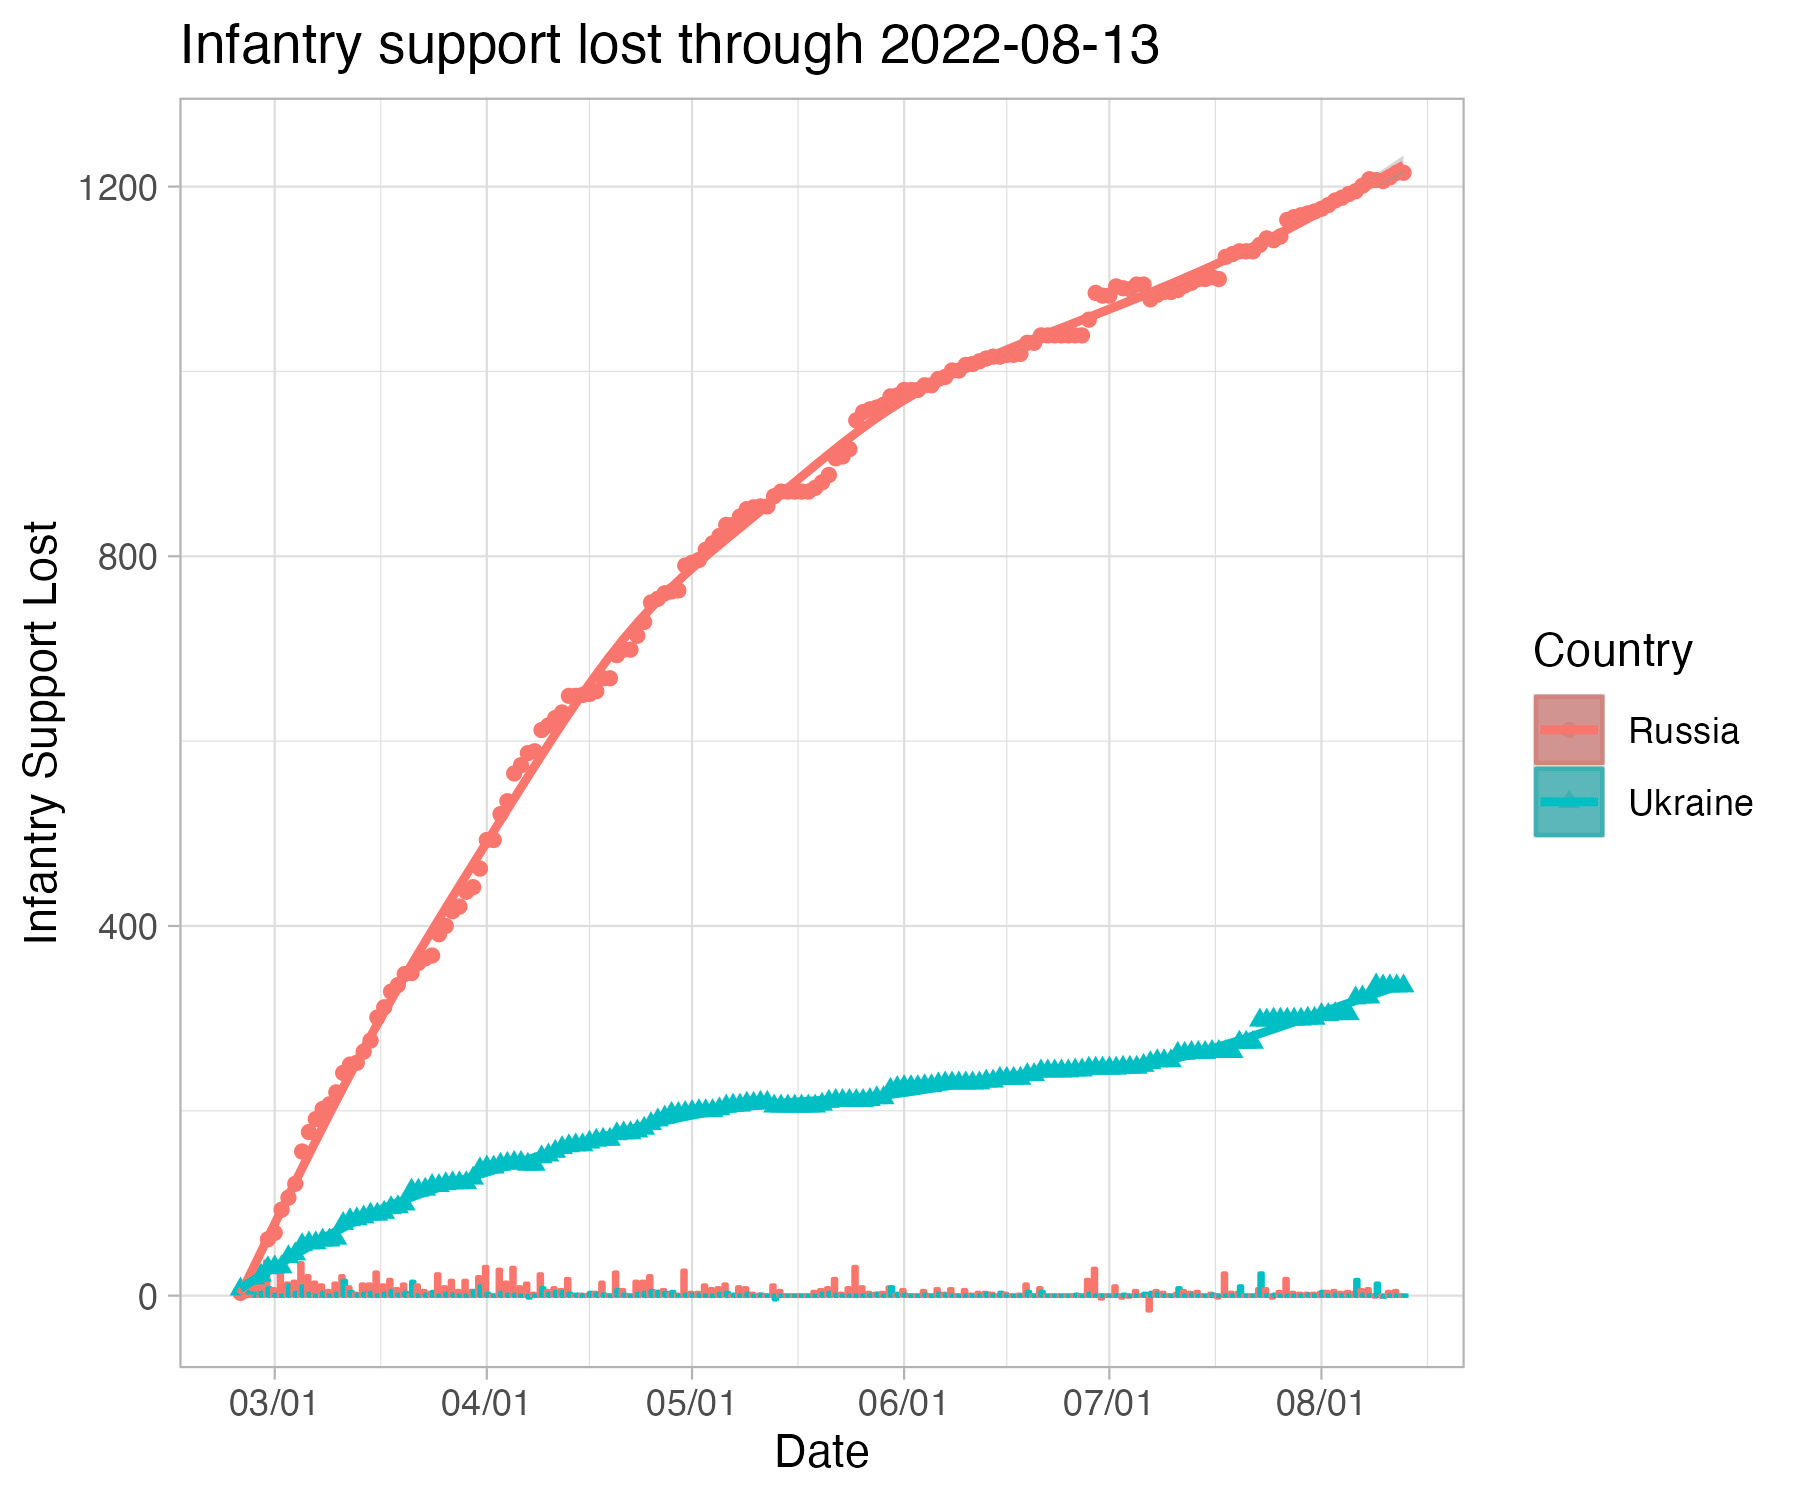 Infantry support lost through 2022-08-13
Infantry Support Lost
1200
800
400
0
03/01
04/01
05/01
06/01
07/01
08/01
Date
Country
Russia
Ukraine